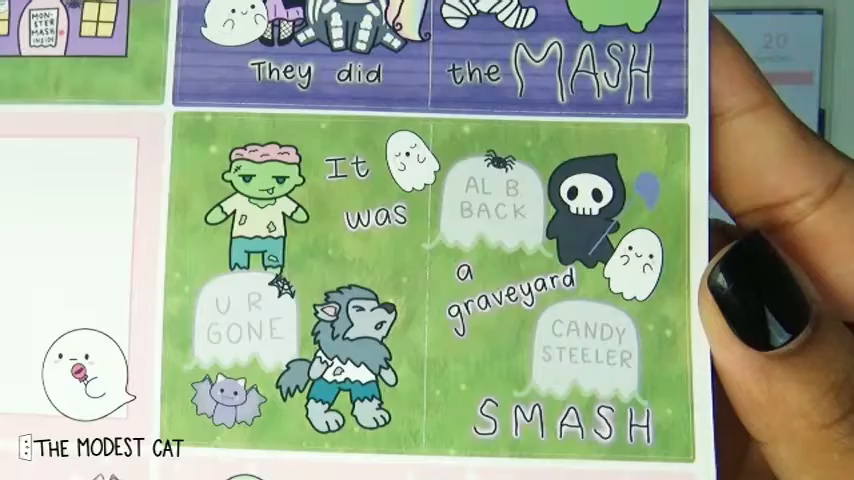 MON-
STER
MASH
INSIDE
20
They did the MASH
It
was
AL B.
BACK
a
graveyard
U R
GONE
CANDY
STEELER
SMASH
THE MODEST CAT